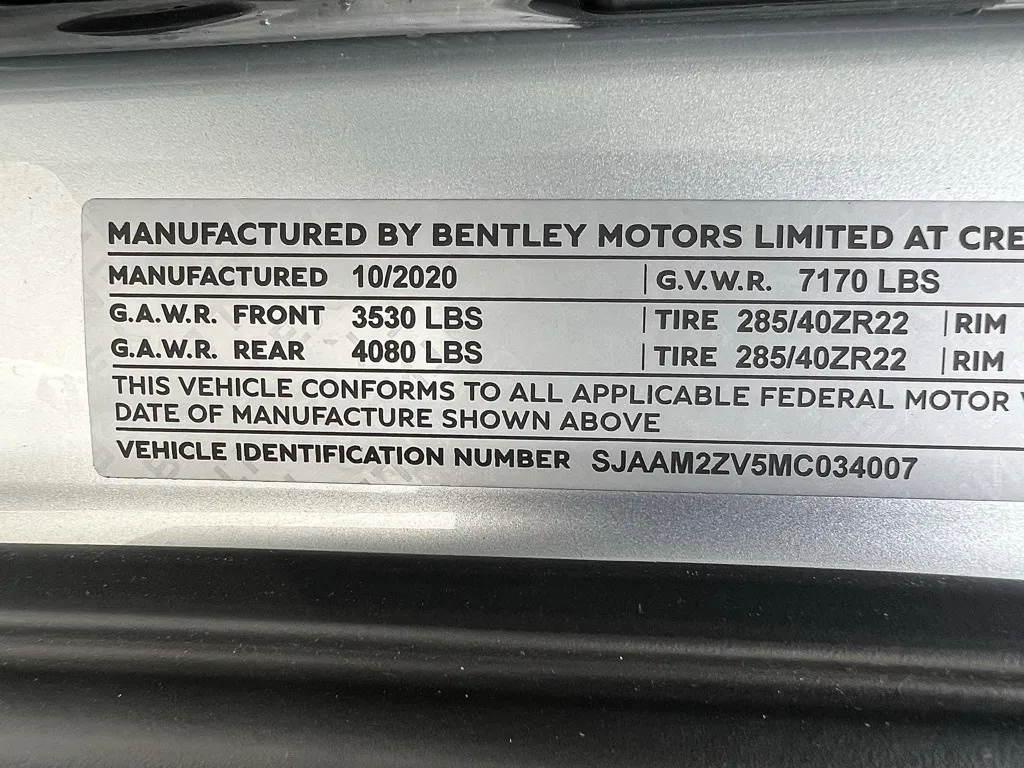 MANUFACTURED BY BENTLEY MOTORS LIMITED AT CRE
MANUFACTURED 10/2020 | G.V.W.R. 7170 LBS
G.A.W.R. FRONT 3530 LBS | TIRE 285/40ZR22 | RIM
G.A.W.R. REAR 4080 LBS | TIRE 285/40ZR22 | RIM
THIS VEHICLE CONFORMS TO ALL APPLICABLE FEDERAL MOTOR
DATE OF MANUFACTURE SHOWN ABOVE
VEHICLE IDENTIFICATION NUMBER SJAAM2ZV5MC034007